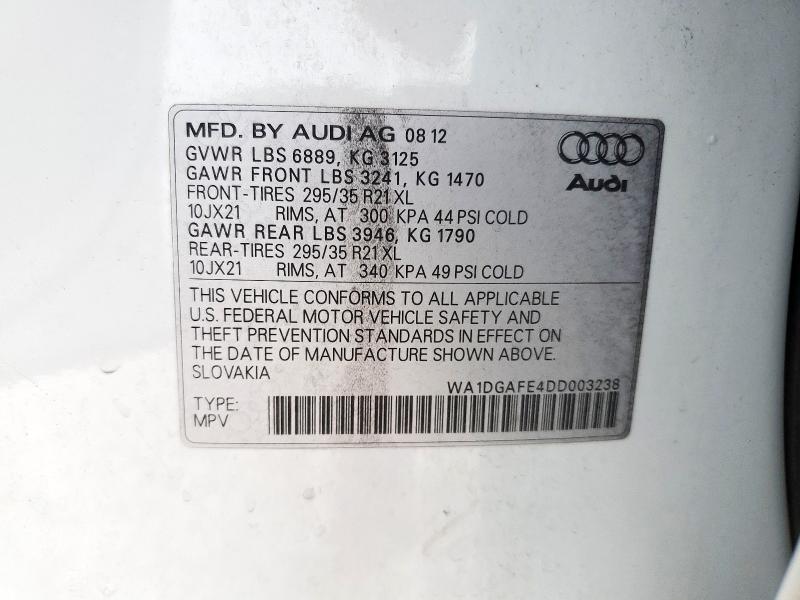 MFD. BY AUDI AG 08 12
GVWR LBS 6889, KG 3125
GAWR FRONT LBS 3241, KG 1470
FRONT-TIRES 295/35 R21 XL
10JX21 RIMS, AT 300 KPA 44 PSI COLD
GAWR REAR LBS 3946, KG 1790
REAR-TIRES 295/35 R21 XL
10JX21 RIMS, AT 340 KPA 49 PSI COLD
Audi
THIS VEHICLE CONFORMS TO ALL APPLICABLE
U.S. FEDERAL MOTOR VEHICLE SAFETY AND
THEFT PREVENTION STANDARDS IN EFFECT ON
THE DATE OF MANUFACTURE SHOWN ABOVE.
SLOVAKIA
WA1DGAFE4DD003238
TYPE:
MPV